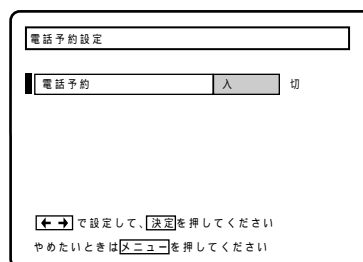 電話予約設定
電話予約 入 切
← → で設定して、決定を押してください
やめたいときはメニューを押してください